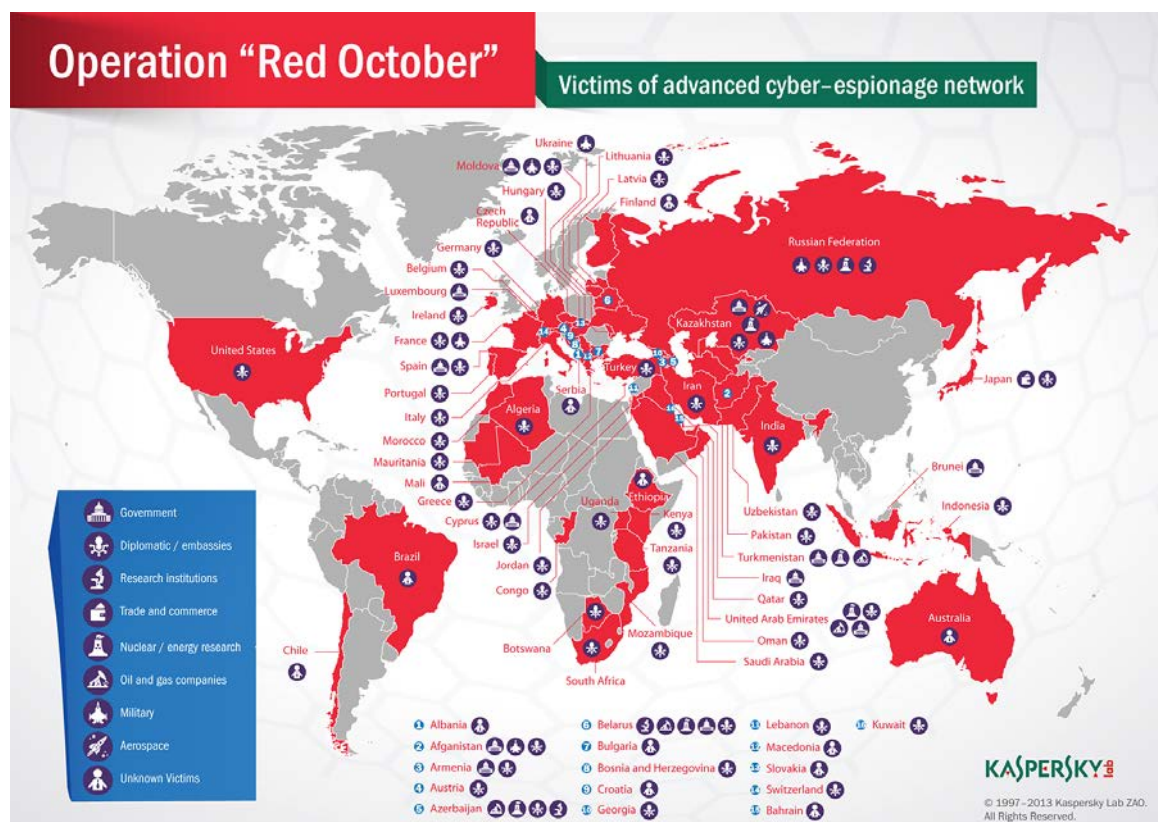 Operation “Red October”
Victims of advanced cyber-espionage network
Ukraine
Moldova
Hungary
Czech
Republic
Germany
Belgium
Luxembourg
Ireland
France
Spain
Portugal
Italy
Morocco
Mauritania
Mali
Greece
Cyprus
Israel
Jordan
Congo
Lithuania
Latvia
Finland
Russian Federation
Kazakhstan
United States
Turkey
Serbia
Iran
Algeria
India
Japan
Uganda
Ethiopia
Kenya
Tanzania
Brazil
Chile
Botswana
South Africa
Mozambique
Uzbekistan
Pakistan
Turkmenistan
Iraq
Qatar
United Arab Emirates
Oman
Saudi Arabia
Brunei
Indonesia
Australia
Government
Diplomatic / embassies
Research institutions
Trade and commerce
Nuclear / energy research
Oil and gas companies
Military
Aerospace
Unknown Victims
1 Albania
2 Afganistan
3 Armenia
4 Austria
5 Azerbaijan
6 Belarus
7 Bulgaria
8 Bosnia and Herzegovina
9 Croatia
10 Georgia
11 Lebanon
12 Macedonia
13 Slovakia
14 Switzerland
15 Bahrain
16 Kuwait
KASPERSKY lab
© 1997–2013 Kaspersky Lab ZAO.
All Rights Reserved.